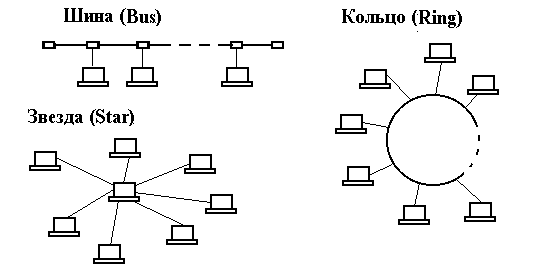 Шина (Bus)
Кольцо (Ring)
Звезда (Star)